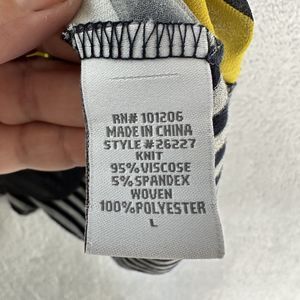 RN# 101206
MADE IN CHINA
STYLE #26227
KNIT
95%VISCOSE
5%SPANDEX
WOVEN
100%POLYESTER
L